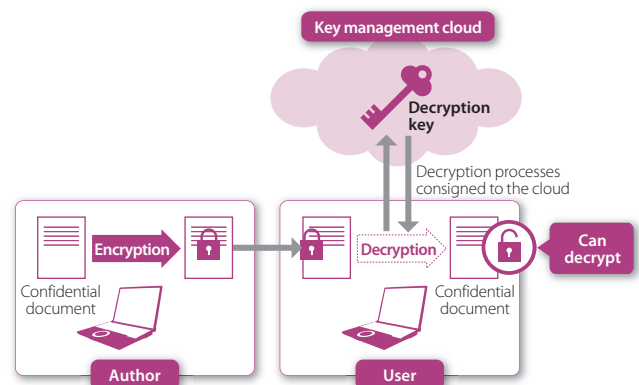 Key management cloud
Decryption
key
Decryption processes
consigned to the cloud
Encryption
Confidential
document
Author
Decryption
Confidential
document
Can
decrypt
User